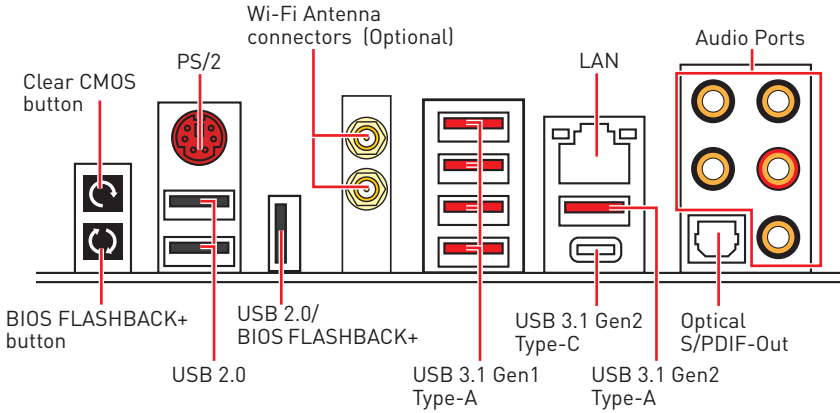 Wi-Fi Antenna
connectors (Optional)
PS/2
LAN
Audio Ports
Clear CMOS
button
BIOS FLASHBACK+
button
USB 2.0
USB 2.0/
BIOS FLASHBACK+
USB 3.1 Gen1
Type-A
USB 3.1 Gen2
Type-C
USB 3.1 Gen2
Type-A
Optical
S/PDIF-Out